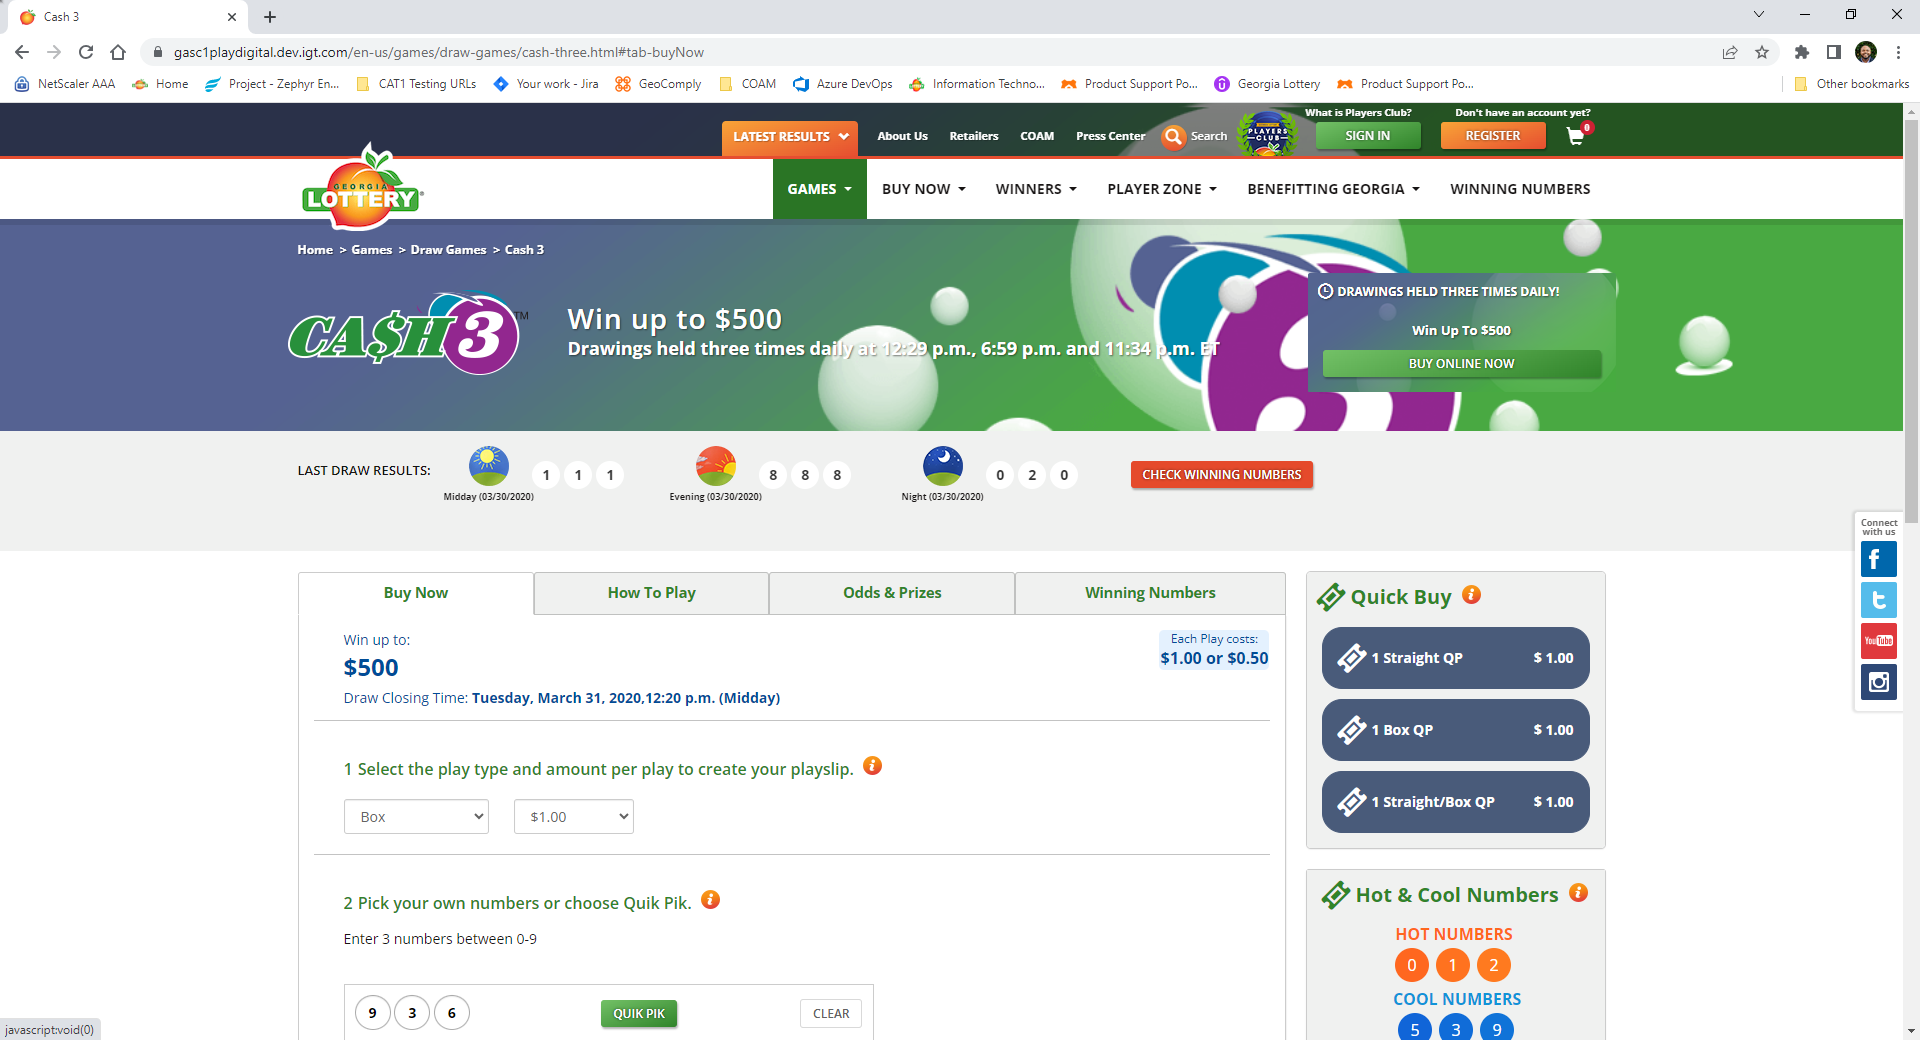 Cash 3
gasc1playdigital.dev.igt.com/en-us/games/draw-games/cash-three.html#tab-buyNow
NetScaler AAA Home Project - Zephyr En... CAT1 Testing URLs Your work - Jira GeoComply COAM Azure DevOps Information Techno... Product Support Po... Georgia Lottery Product Support Po... Other bookmarks
What is Players Club? Don't have an account yet?
LATEST RESULTS About Us Retailers COAM Press Center Search PLAYERS CLUB SIGN IN REGISTER 0
GEORGIA
LOTTERY
GAMES BUY NOW WINNERS PLAYER ZONE BENEFITTING GEORGIA WINNING NUMBERS
Home > Games > Draw Games > Cash 3
CA$H 3 TM
Win up to $500
Drawings held three times daily at 12:29 p.m., 6:59 p.m. and 11:34 p.m. ET
DRAWINGS HELD THREE TIMES DAILY!
Win Up To $500
BUY ONLINE NOW
LAST DRAW RESULTS: 1 1 1 8 8 8 0 2 0 CHECK WINNING NUMBERS
Midday (03/30/2020) Evening (03/30/2020) Night (03/30/2020)
Connect
with us
f
t
YouTube
Buy Now How To Play Odds & Prizes Winning Numbers
Win up to:
$500
Draw Closing Time: Tuesday, March 31, 2020,12:20 p.m. (Midday)
Each Play costs:
$1.00 or $0.50
1 Select the play type and amount per play to create your playslip. i
Box $1.00
2 Pick your own numbers or choose Quik Pik. i
Enter 3 numbers between 0-9
9 3 6 QUIK PIK CLEAR
Quick Buy i
1 Straight QP $ 1.00
1 Box QP $ 1.00
1 Straight/Box QP $ 1.00
Hot & Cool Numbers i
HOT NUMBERS
0 1 2
COOL NUMBERS
5 3 9
javascript:void(0)